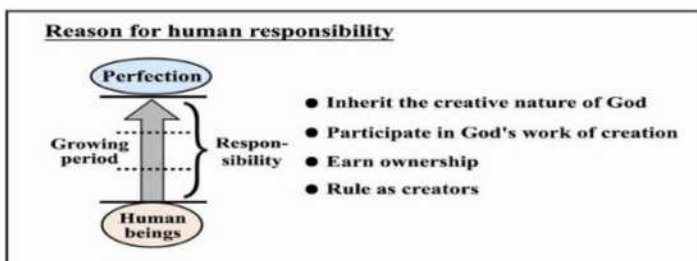 Reason for human responsibility
Perfection
Growing
period
Respon-
sibility
Human
beings
● Inherit the creative nature of God
● Participate in God's work of creation
● Earn ownership
● Rule as creators